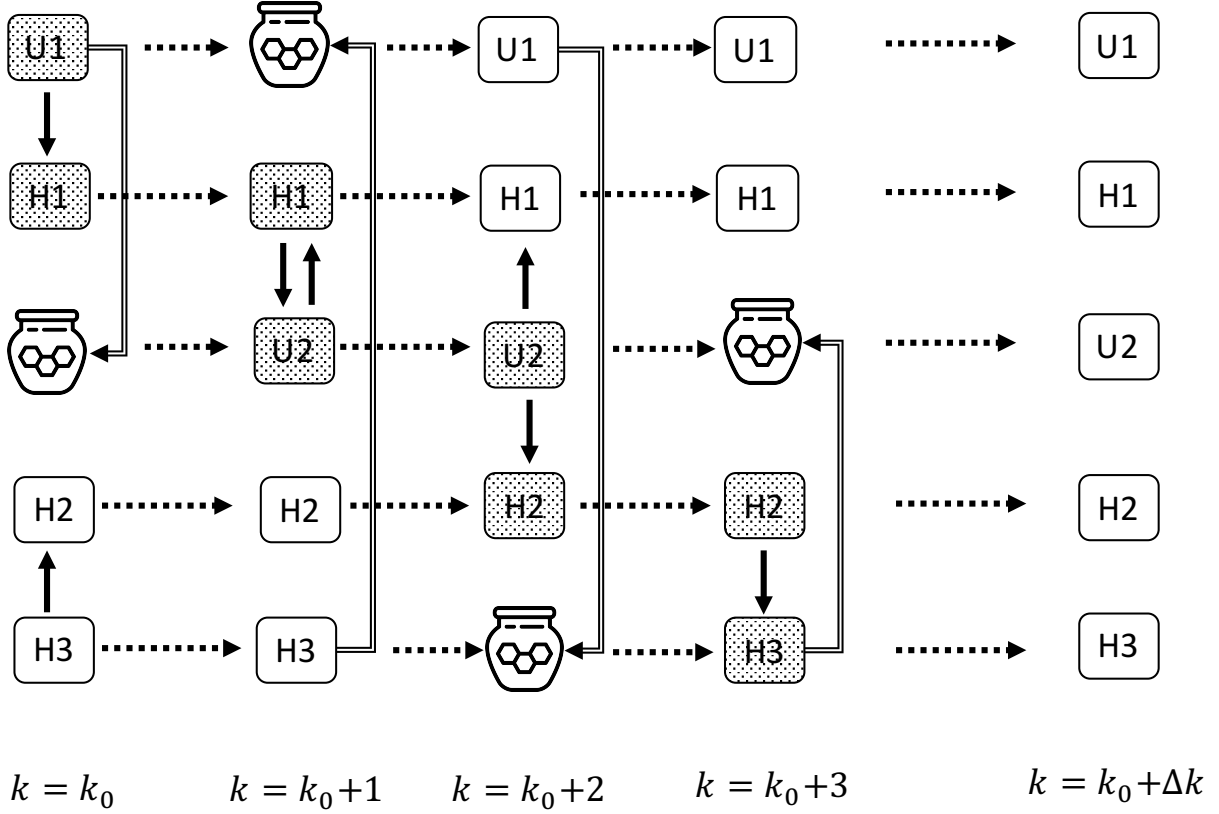 U1 U1 U1 U1
H1 H1 H1 H1 H1
U2 U2 U2
H2 H2 H2 H2 H2
H3 H3 H3 H3
k = k₀ k = k₀+1 k = k₀+2 k = k₀+3 k = k₀+Δk